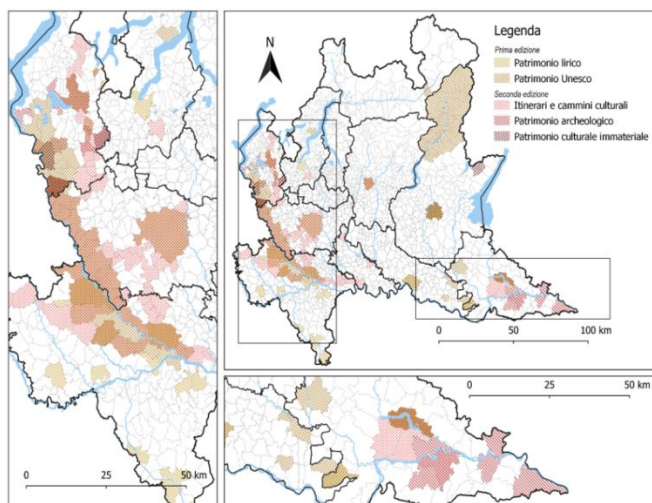 Legenda
N
Prima edizione
Patrimonio lirico
Patrimonio Unesco
Seconda edizione
Itinerari e cammini culturali
Patrimonio archeologico
Patrimonio culturale immateriale
0 50 100 km
0 25 50 km
0 25 50 km